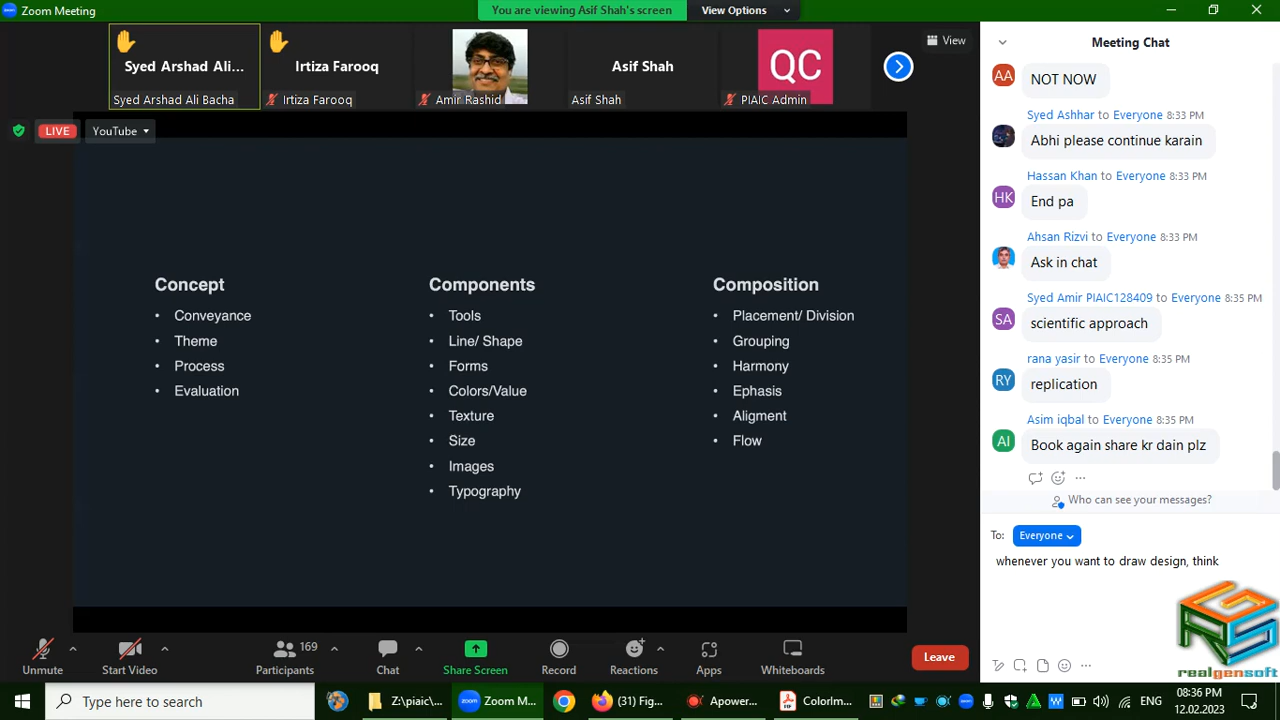 Zoom Meeting
You are viewing Asif Shah's screen
View Options
Syed Arshad Ali...
Syed Arshad Ali Bacha
Irtiza Farooq
Irtiza Farooq
Amir Rashid
Asif Shah
Asif Shah
QC
PIAIC Admin
View
LIVE
YouTube
Concept
• Conveyance
• Theme
• Process
• Evaluation
Components
• Tools
• Line/ Shape
• Forms
• Colors/Value
• Texture
• Size
• Images
• Typography
Composition
• Placement/ Division
• Grouping
• Harmony
• Ephasis
• Aligment
• Flow
Meeting Chat
AA
NOT NOW
Syed Ashhar to Everyone 8:33 PM
Abhi please continue karain
Hassan Khan to Everyone 8:33 PM
HK
End pa
Ahsan Rizvi to Everyone 8:33 PM
Ask in chat
Syed Amir PIAIC128409 to Everyone 8:35 PM
SA
scientific approach
rana yasir to Everyone 8:35 PM
RY
replication
Asim iqbal to Everyone 8:35 PM
AI
Book again share kr dain plz
Who can see your messages?
To: Everyone
whenever you want to draw design, think
realgensoft
Unmute
Start Video
169
Participants
Chat
Share Screen
Record
Reactions
Apps
Whiteboards
Leave
Type here to search
Z:\piaic\...
Zoom M...
(31) Fig...
Apower...
ColorIm...
ENG
08:36 PM
12.02.2023